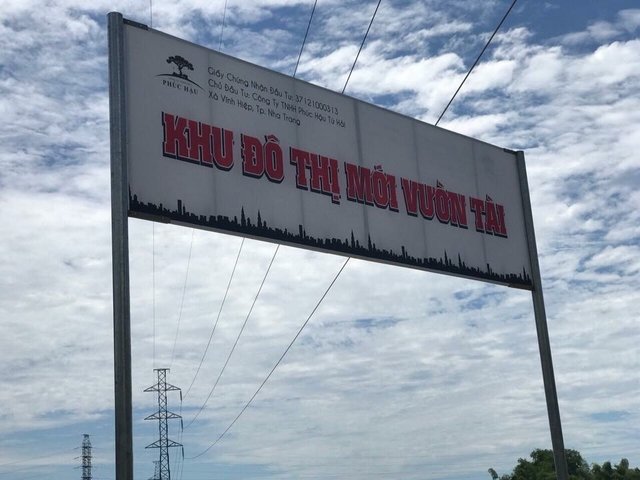 PHÚC HẬU
Giấy Chứng Nhận Đầu Tư: 37121000313
Chủ Đầu Tư: Công Ty TNHH Phúc Hậu Tứ Hải
Xã Vĩnh Hiệp, Tp. Nha Trang
KHU ĐÔ THỊ MỚI VƯỜN TÀI